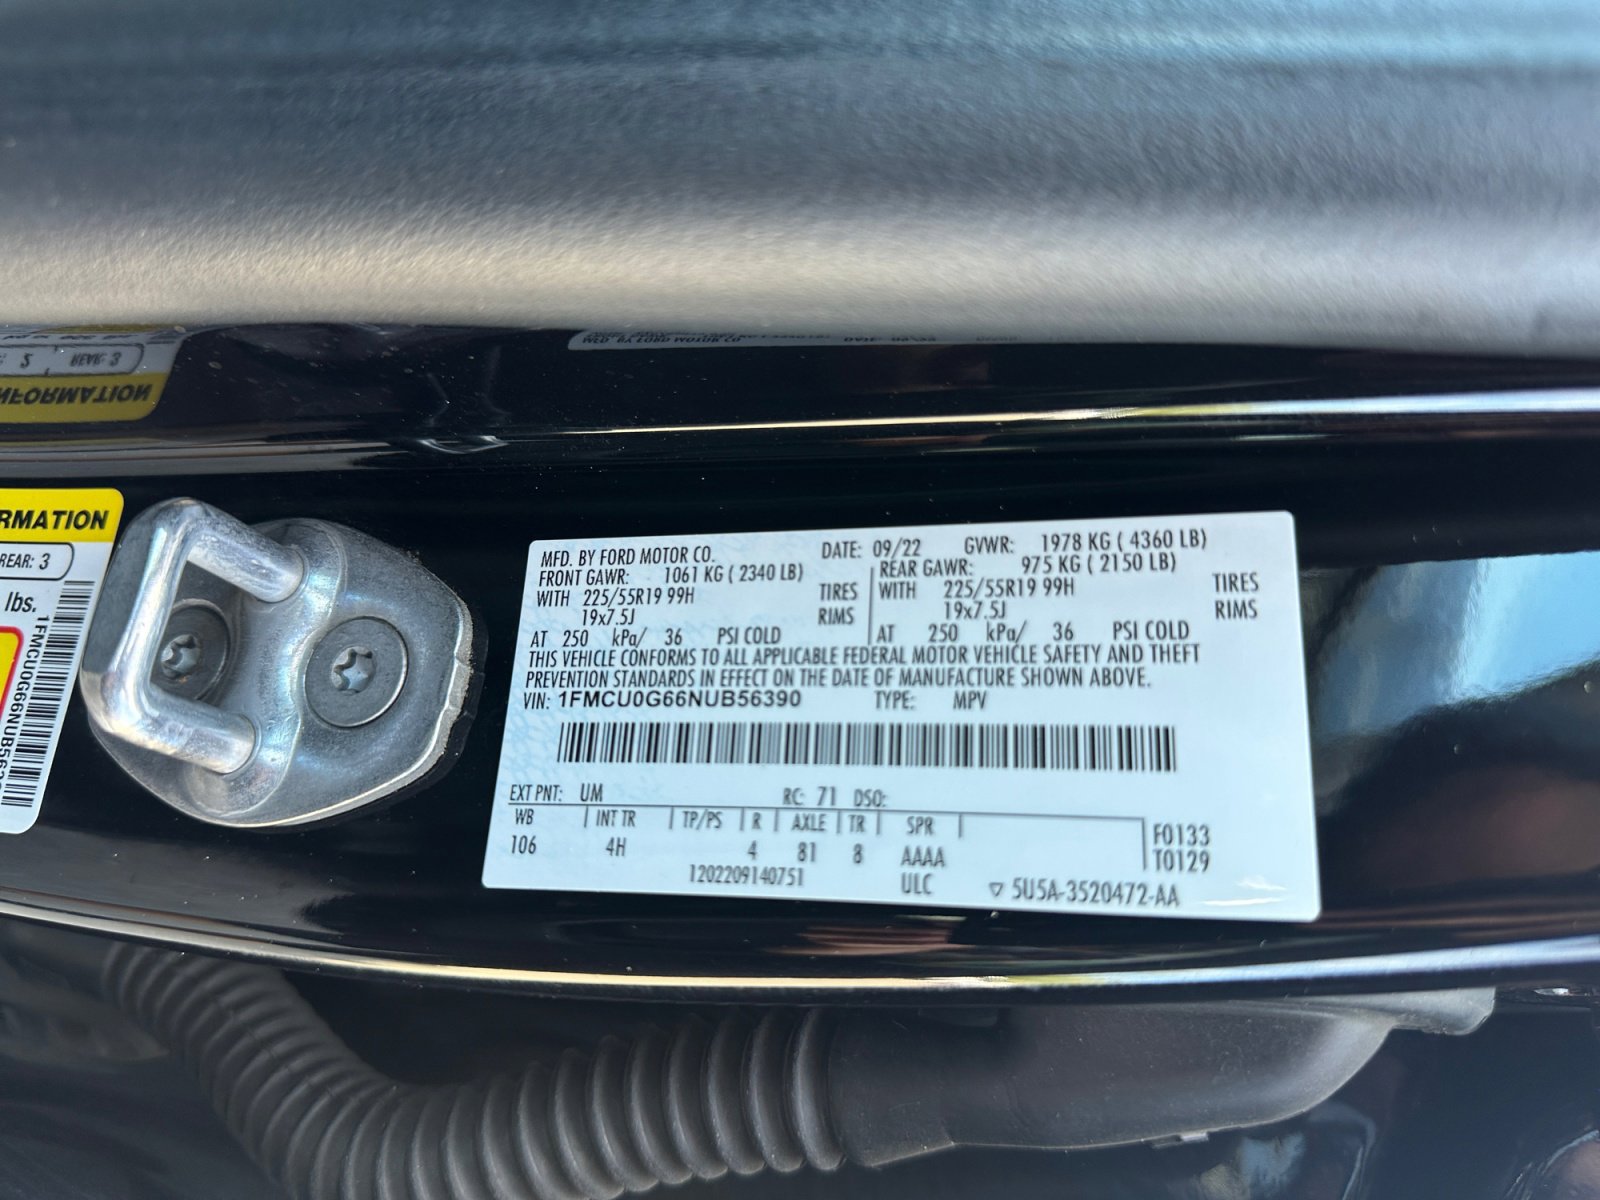 RMATION
REAR: 3
lbs.
1FMCU0G66NUB5639
MFD. BY FORD MOTOR CO. DATE: 09/22 GVWR: 1978 KG ( 4360 LB)
FRONT GAWR: 1061 KG ( 2340 LB) REAR GAWR: 975 KG ( 2150 LB)
WITH 225/55R19 99H TIRES WITH 225/55R19 99H TIRES
19x7.5J RIMS 19x7.5J RIMS
AT 250 kPa/ 36 PSI COLD AT 250 kPa/ 36 PSI COLD
THIS VEHICLE CONFORMS TO ALL APPLICABLE FEDERAL MOTOR VEHICLE SAFETY AND THEFT
PREVENTION STANDARDS IN EFFECT ON THE DATE OF MANUFACTURE SHOWN ABOVE.
VIN: 1FMCU0G66NUB56390 TYPE: MPV
EXT PNT: UM RC: 71 DSO:
WB INT TR TP/PS R AXLE TR SPR
106 4H 4 81 8 AAAA
F0133
T0129
1202209140751 ULC ▽ 5U5A-3520472-AA